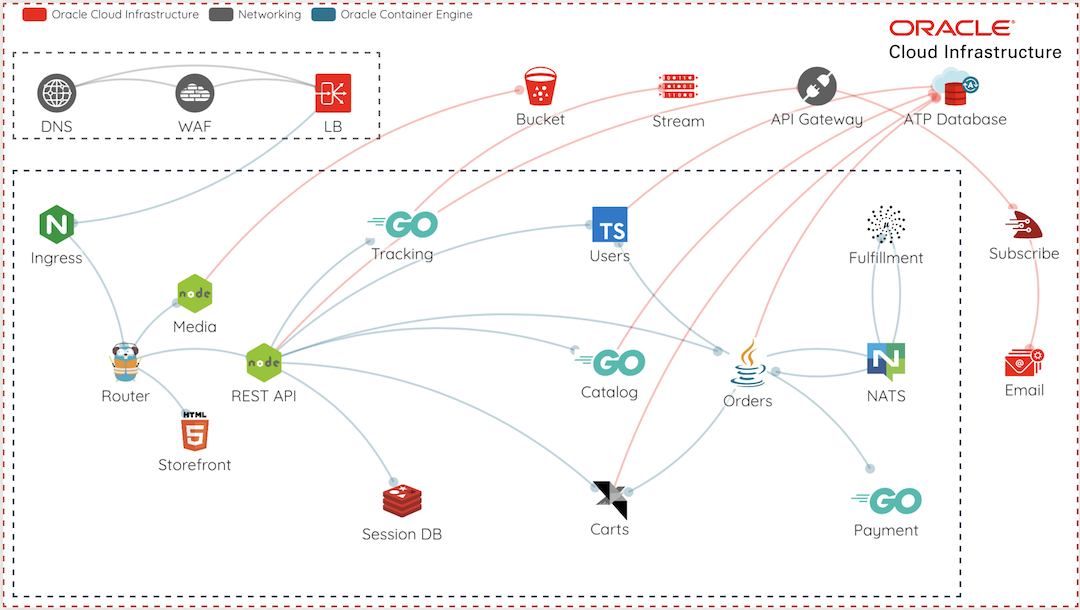 Oracle Cloud Infrastructure
Networking
Oracle Container Engine
ORACLE®
Cloud Infrastructure
DNS
WAF
LB
Bucket
Stream
API Gateway
ATP Database
A
N
Ingress
GO
Tracking
TS
Users
Fulfillment
Subscribe
node
Media
Router
node
REST API
GO
Catalog
Orders
N
NATS
@
Email
HTML
5
Storefront
Session DB
Carts
GO
Payment